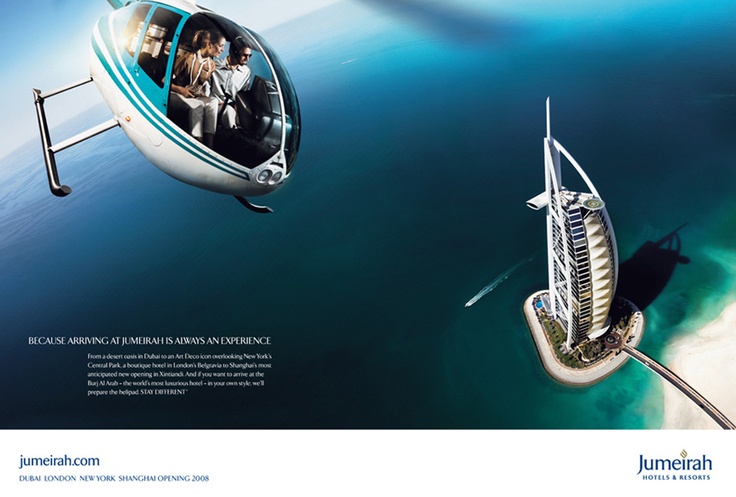 BECAUSE ARRIVING AT JUMEIRAH IS ALWAYS AN EXPERIENCE
From a desert oasis in Dubai to an Art Deco icon overlooking New York's
Central Park, a boutique hotel in London's Belgravia to Shanghai's most
anticipated new opening in Xintiandi. And if you want to arrive at the
Burj Al Arab – the world's most luxurious hotel – in your own style, we'll
prepare the helipad. STAY DIFFERENT™
jumeirah.com
DUBAI LONDON NEW YORK SHANGHAI OPENING 2008
Jumeirah
HOTELS & RESORTS